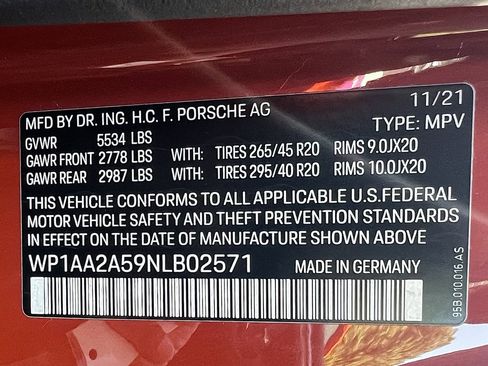 MFD BY DR. ING. H.C. F. PORSCHE AG 11/21
GVWR 5534 LBS TYPE: MPV
GAWR FRONT 2778 LBS WITH: TIRES 265/45 R20 RIMS 9.0JX20
GAWR REAR 2987 LBS WITH: TIRES 295/40 R20 RIMS 10.0JX20
THIS VEHICLE CONFORMS TO ALL APPLICABLE U.S.FEDERAL
MOTOR VEHICLE SAFETY AND THEFT PREVENTION STANDARDS
IN EFFECT ON THE DATE OF MANUFACTURE SHOWN ABOVE
WP1AA2A59NLB02571 MADE IN GERMANY
95B.010.016.AS